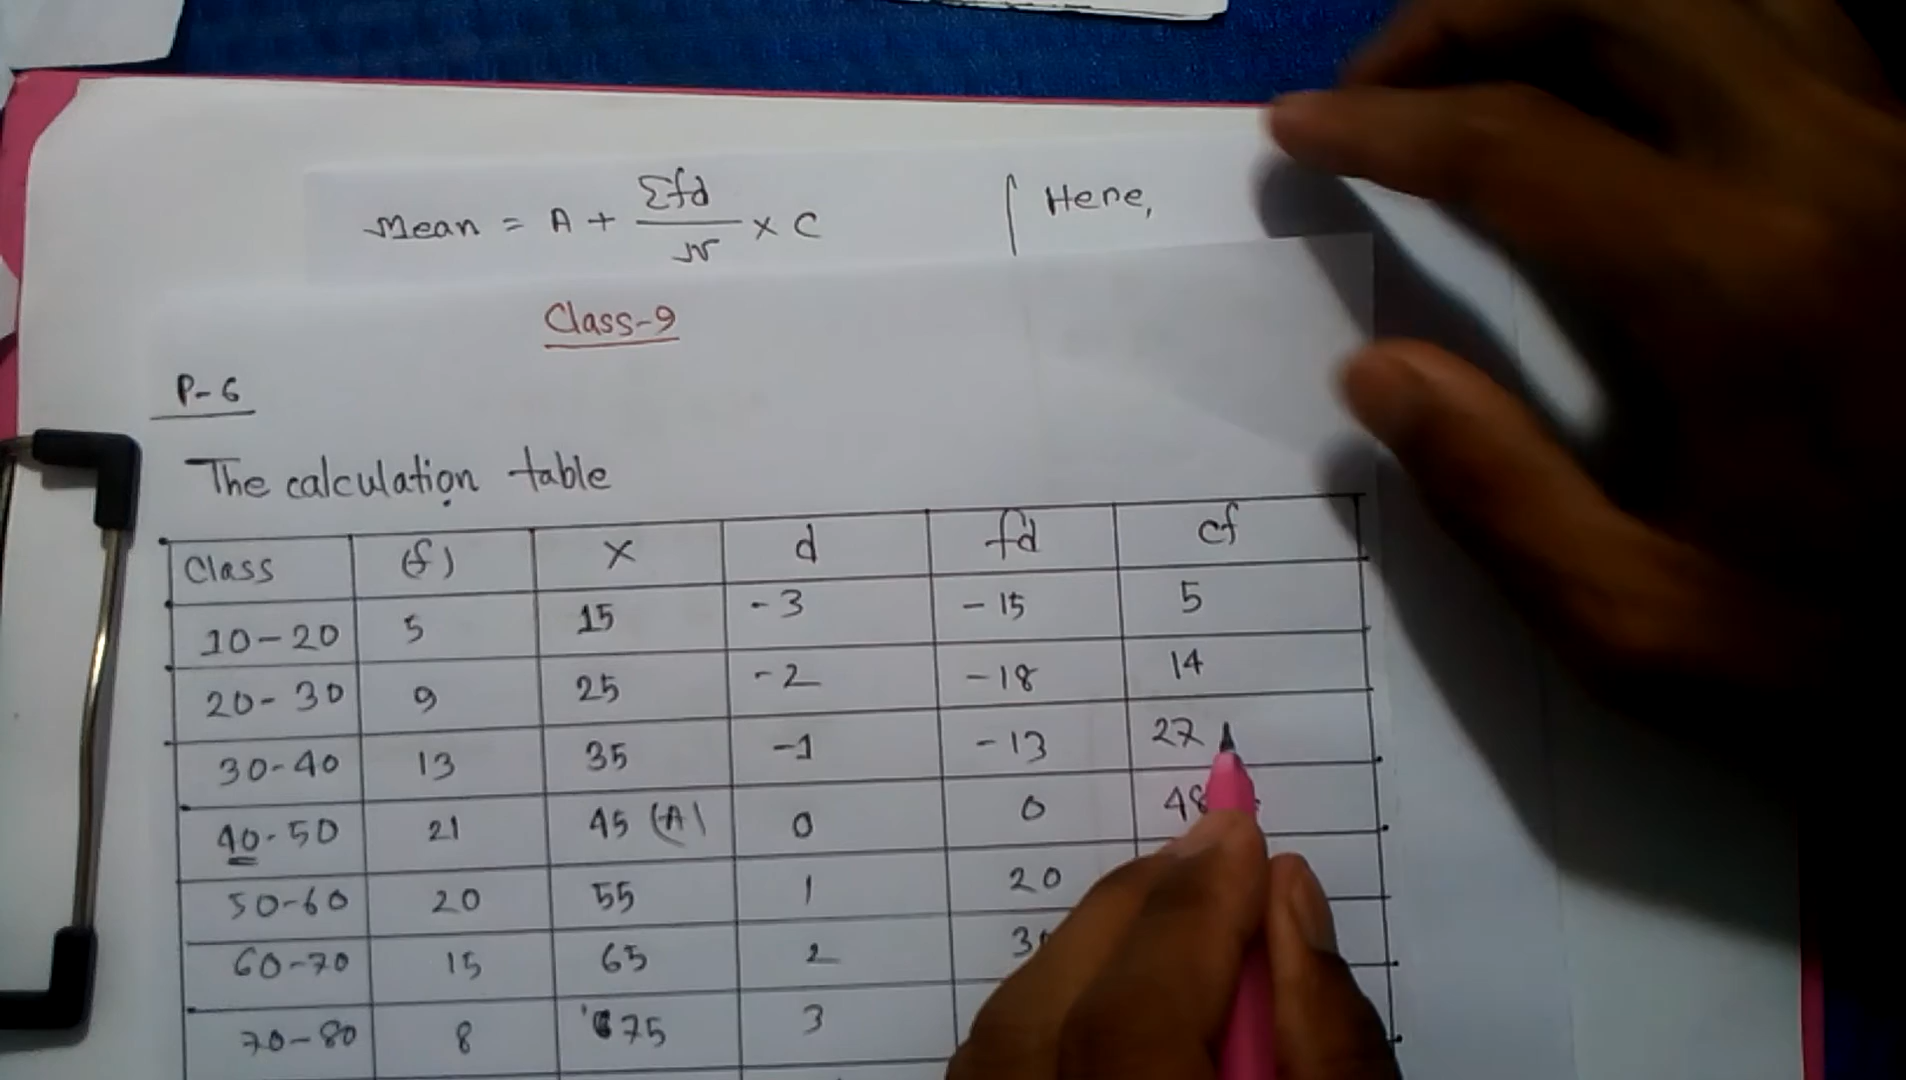 Mean = A + Σfd / N × C | Here,
Class-9
P-6
The calculation table
Class (f) X d fd cf
10-20 5 15 -3 -15 5
20-30 9 25 -2 -18 14
30-40 13 35 -1 -13 27
40-50 21 45 (A) 0 0 48
50-60 20 55 1 20
60-70 15 65 2
70-80 8 75 3